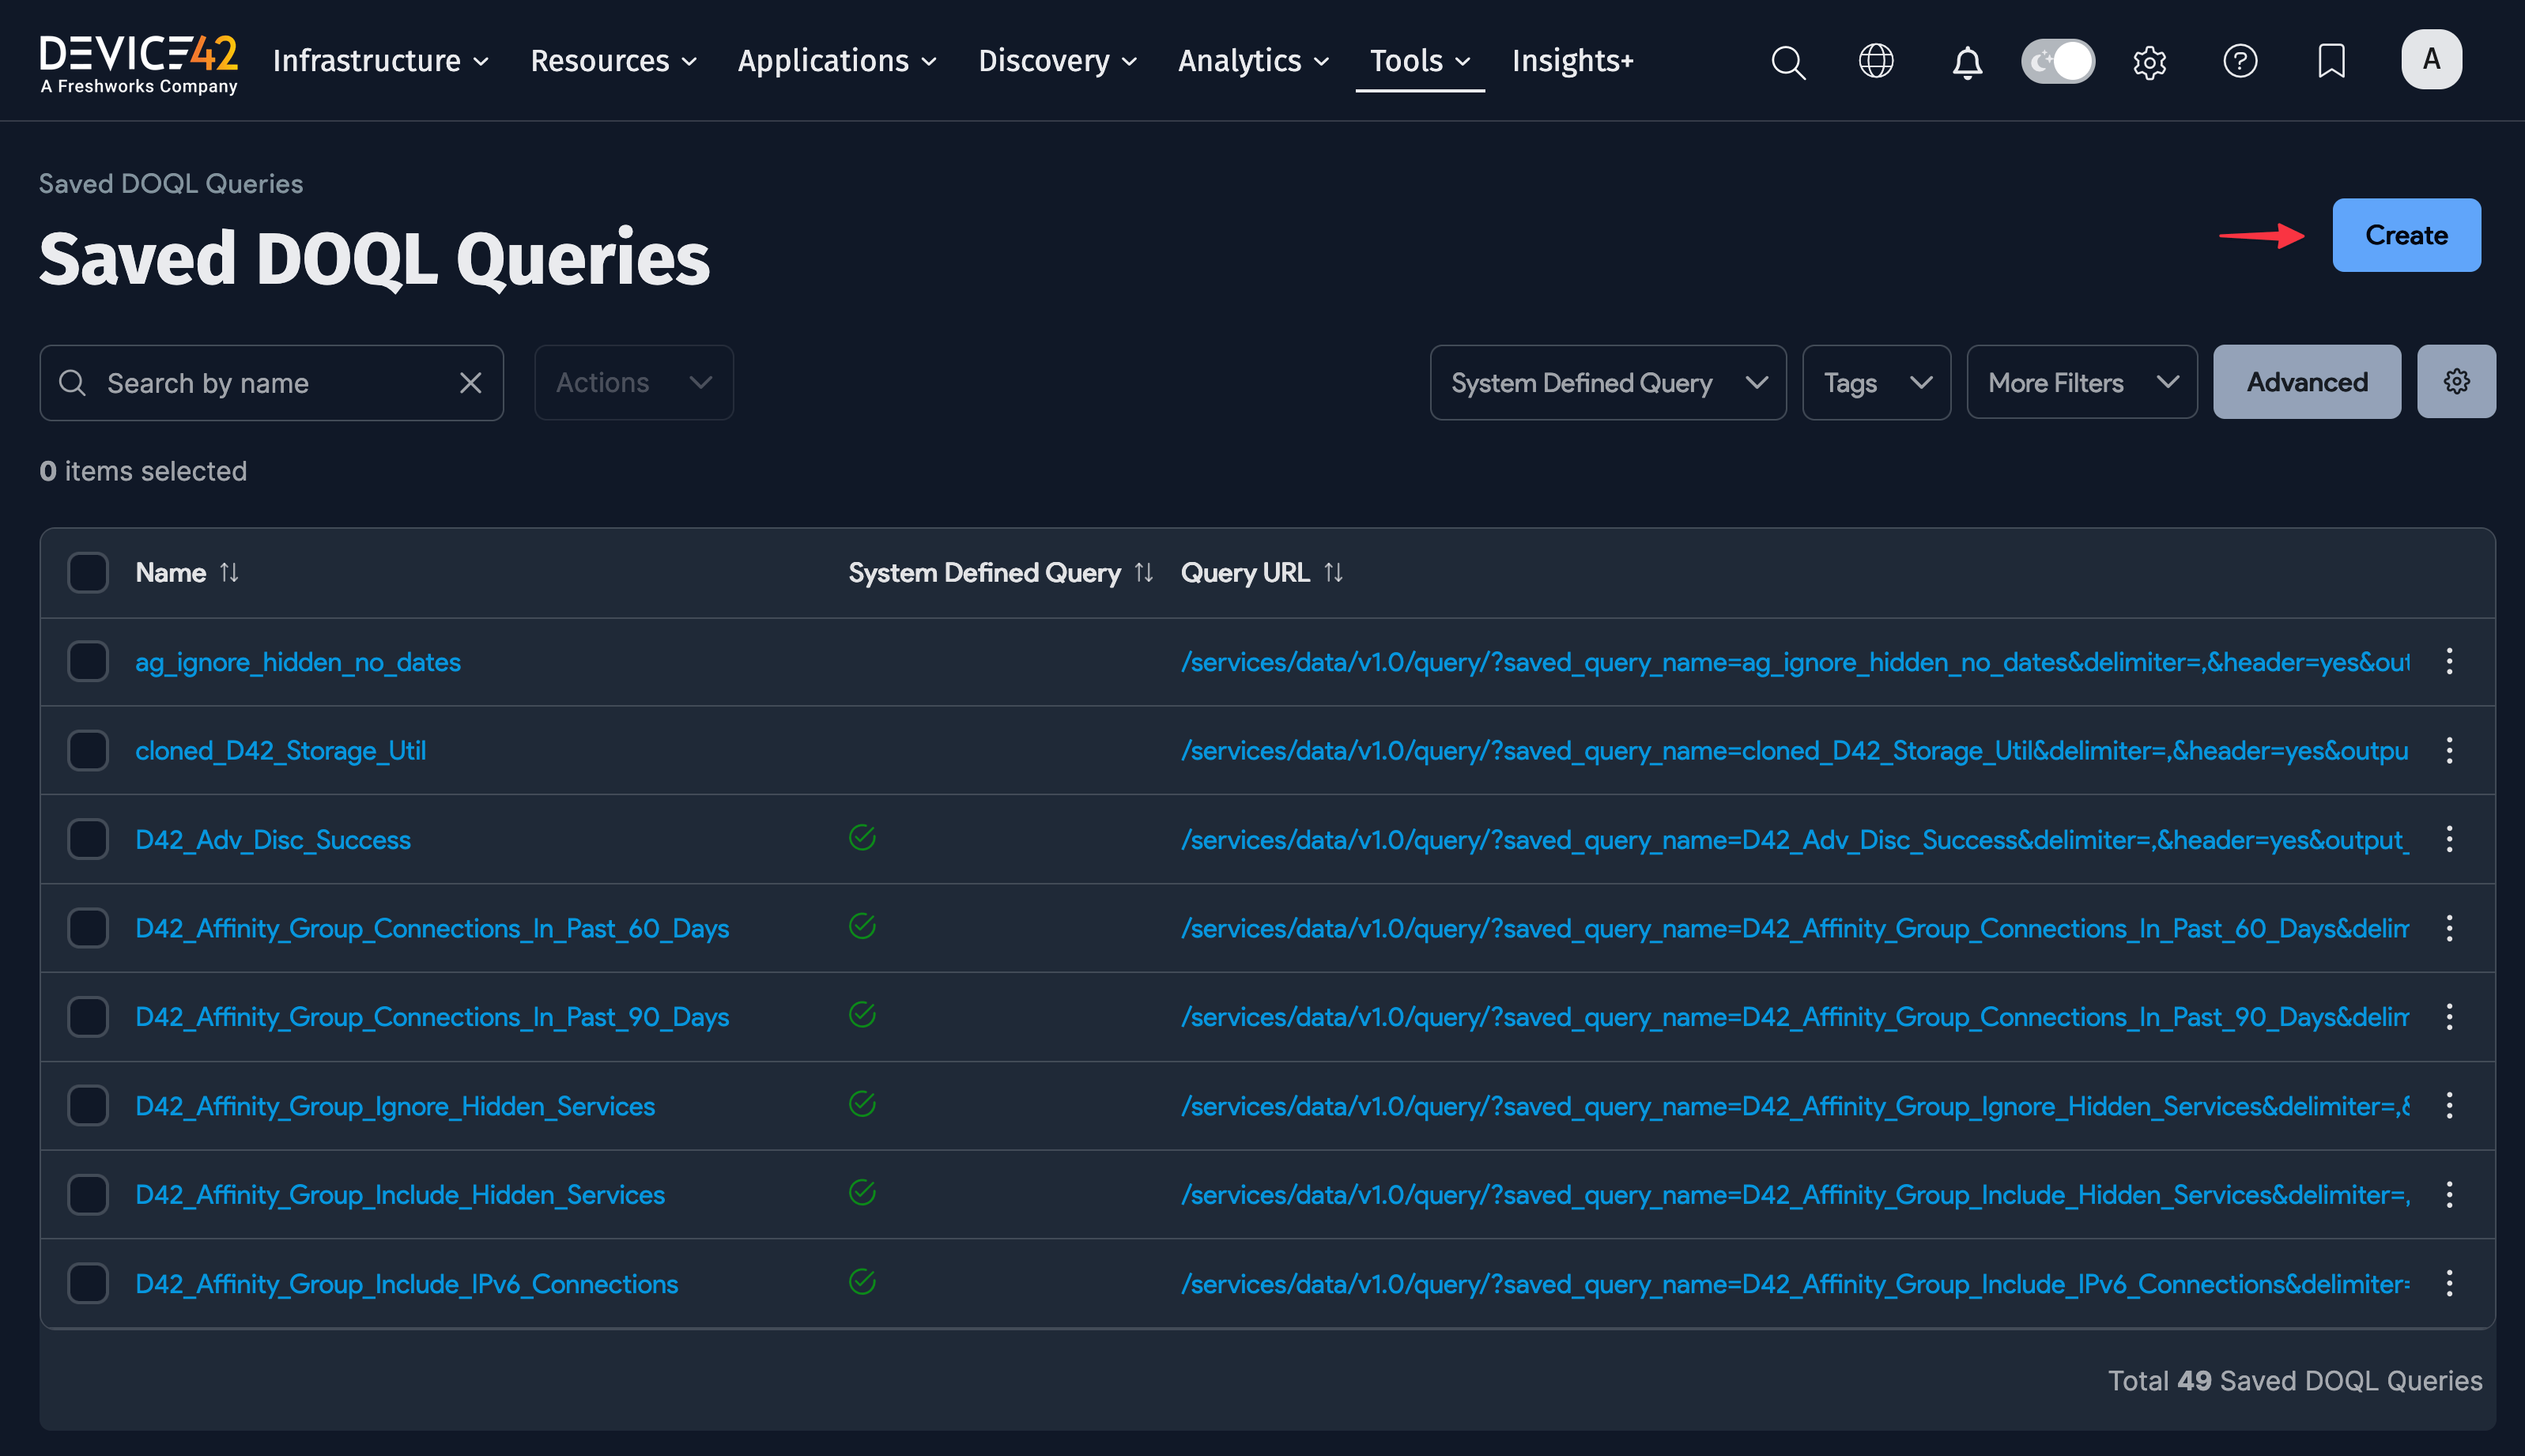 DEVICE42
A Freshworks Company
Infrastructure
Resources
Applications
Discovery
Analytics
Tools
Insights+
A
Saved DOQL Queries
Saved DOQL Queries
Create
Search by name
Actions
System Defined Query
Tags
More Filters
Advanced
0 items selected
Name
System Defined Query
Query URL
ag_ignore_hidden_no_dates
/services/data/v1.0/query/?saved_query_name=ag_ignore_hidden_no_dates&delimiter=,&header=yes&out
cloned_D42_Storage_Util
/services/data/v1.0/query/?saved_query_name=cloned_D42_Storage_Util&delimiter=,&header=yes&outpu
D42_Adv_Disc_Success
/services/data/v1.0/query/?saved_query_name=D42_Adv_Disc_Success&delimiter=,&header=yes&output_
D42_Affinity_Group_Connections_In_Past_60_Days
/services/data/v1.0/query/?saved_query_name=D42_Affinity_Group_Connections_In_Past_60_Days&delim
D42_Affinity_Group_Connections_In_Past_90_Days
/services/data/v1.0/query/?saved_query_name=D42_Affinity_Group_Connections_In_Past_90_Days&delim
D42_Affinity_Group_Ignore_Hidden_Services
/services/data/v1.0/query/?saved_query_name=D42_Affinity_Group_Ignore_Hidden_Services&delimiter=,&
D42_Affinity_Group_Include_Hidden_Services
/services/data/v1.0/query/?saved_query_name=D42_Affinity_Group_Include_Hidden_Services&delimiter=,
D42_Affinity_Group_Include_IPv6_Connections
/services/data/v1.0/query/?saved_query_name=D42_Affinity_Group_Include_IPv6_Connections&delimiter=
Total 49 Saved DOQL Queries